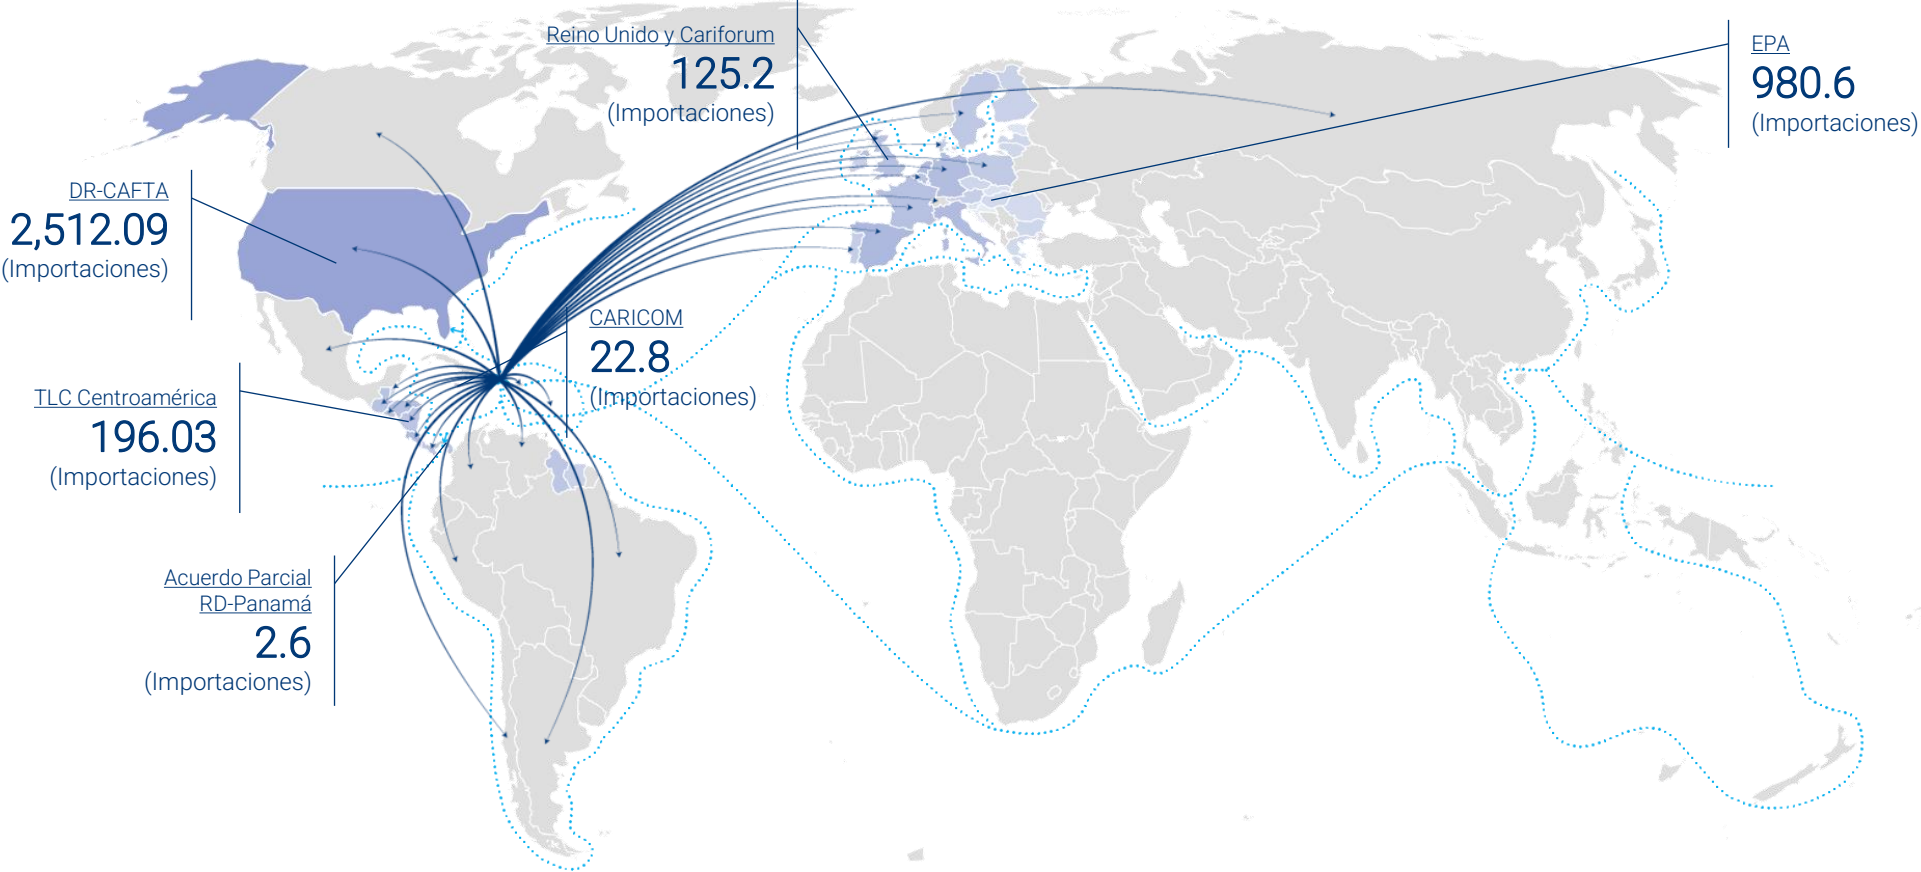 Reino Unido y Cariforum
125.2
(Importaciones)
EPA
980.6
(Importaciones)
DR-CAFTA
2,512.09
(Importaciones)
CARICOM
22.8
(Importaciones)
TLC Centroamérica
196.03
(Importaciones)
Acuerdo Parcial
RD-Panamá
2.6
(Importaciones)